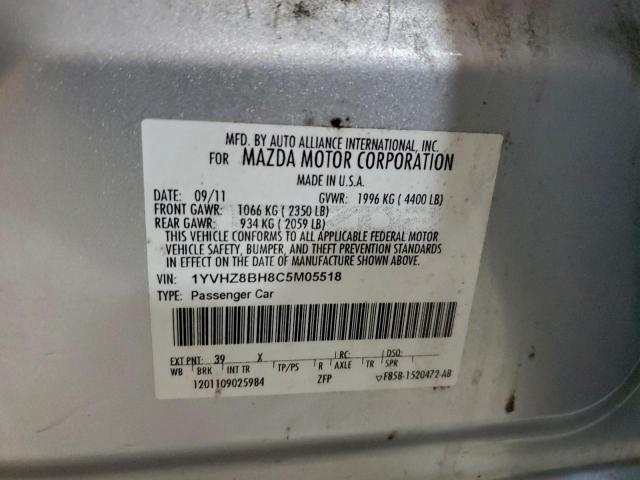 MFD. BY AUTO ALLIANCE INTERNATIONAL, INC.
FOR MAZDA MOTOR CORPORATION
MADE IN U.S.A.
DATE: 09/11 GVWR: 1996 KG ( 4400 LB)
FRONT GAWR: 1066 KG ( 2350 LB)
REAR GAWR: 934 KG ( 2059 LB)
THIS VEHICLE CONFORMS TO ALL APPLICABLE FEDERAL MOTOR
VEHICLE SAFETY, BUMPER, AND THEFT PREVENTION STANDARDS
IN EFFECT ON THE DATE OF MANUFACTURE SHOWN ABOVE.
VIN: 1YVHZ8BH8C5M05518
TYPE: Passenger Car
EXT PNT: 39 X RC: DSO:
WB BRK INT TR TP/PS R AXLE TR SPR
1201109025984 ZFP ▽F85B-1520472-AB